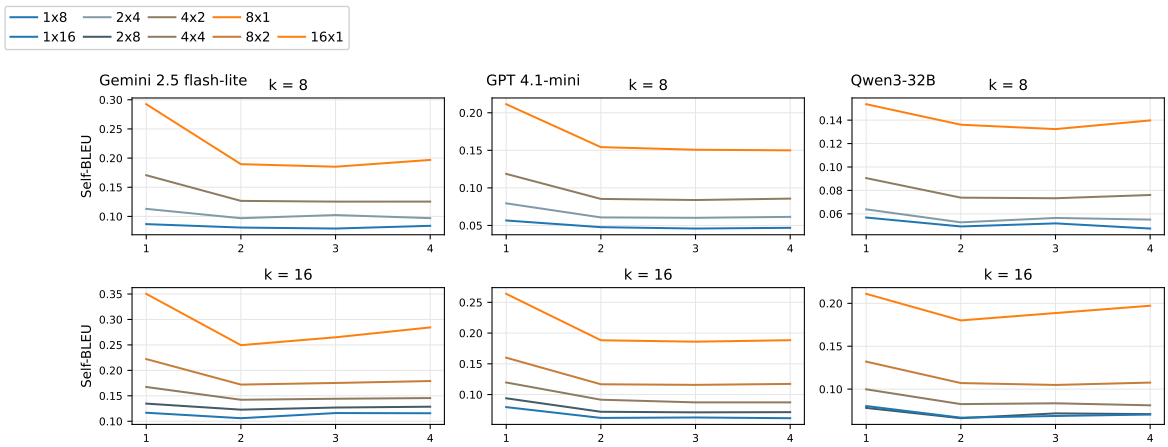 1x8 2x4 4x2 8x1
1x16 2x8 4x4 8x2 16x1
Gemini 2.5 flash-lite k = 8
GPT 4.1-mini k = 8
Qwen3-32B k = 8
Self-BLEU
0.30
0.25
0.20
0.15
0.10
1 2 3 4
0.20
0.15
0.10
0.05
1 2 3 4
0.14
0.12
0.10
0.08
0.06
1 2 3 4
k = 16
k = 16
k = 16
Self-BLEU
0.35
0.30
0.25
0.20
0.15
0.10
1 2 3 4
0.25
0.20
0.15
0.10
1 2 3 4
0.20
0.15
0.10
1 2 3 4